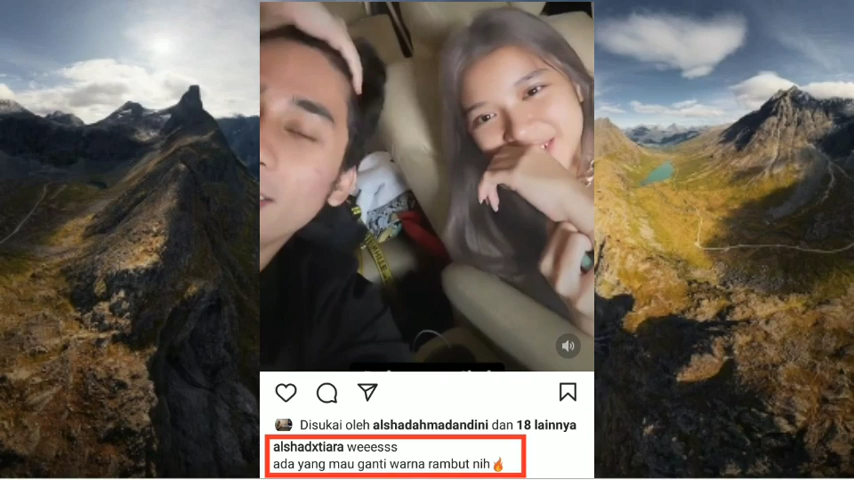 Disukai oleh alshadahmadandini dan 18 lainnya
alshadxtiara weeesss
ada yang mau ganti warna rambut nih🔥